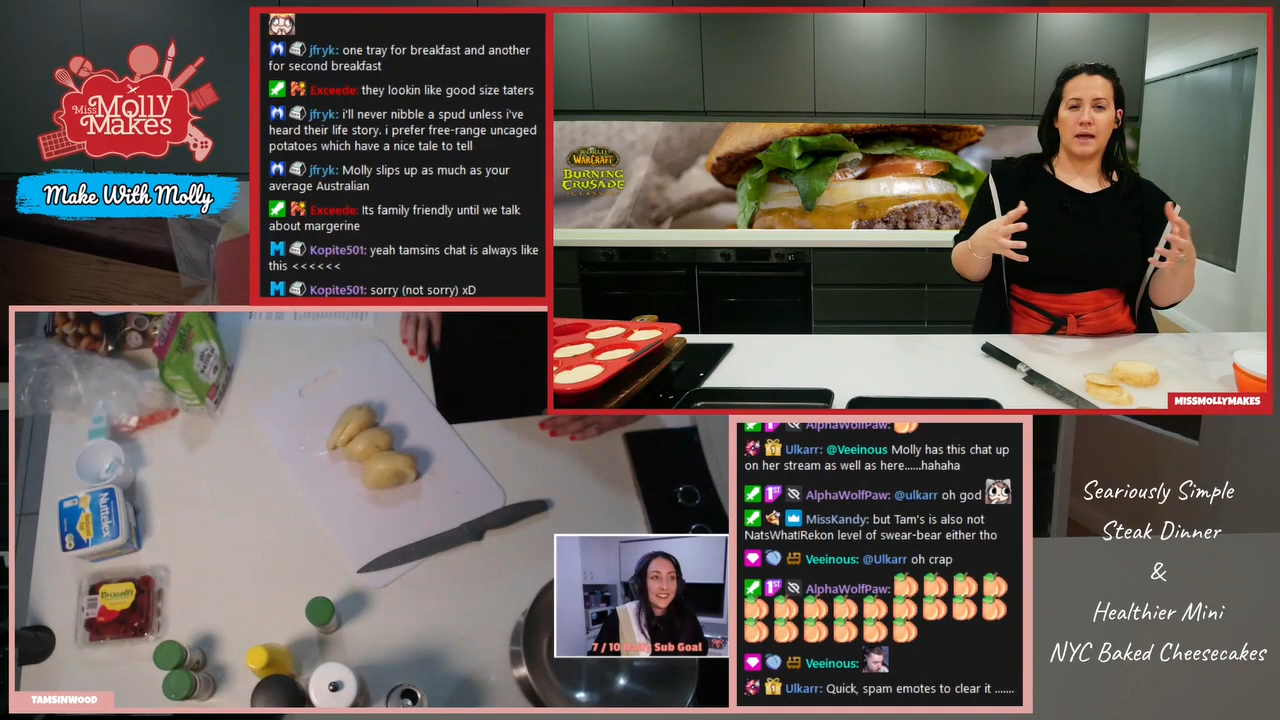 Miss
Molly
Makes
Make With Molly
jfryk: one tray for breakfast and another
for second breakfast
Exceede: they lookin like good size taters
jfryk: i'll never nibble a spud unless i've
heard their life story. i prefer free-range uncaged
potatoes which have a nice tale to tell
jfryk: Molly slips up as much as your
average Australian
Exceede: Its family friendly until we talk
about margerine
Kopite501: yeah tamsins chat is always like
this <<<<<<
Kopite501: sorry (not sorry) xD
WORLD
WARCRAFT
BURNING
CRUSADE
CLASSIC
MISSMOLLYMAKES
Nuttelex
Driscoll's
TAMSINWOOD
7 / 10 Daily Sub Goal
AlphaWolfPaw:
Ulkarr: @Veeinous Molly has this chat up
on her stream as well as here......hahaha
AlphaWolfPaw: @ulkarr oh god
MissKandy: but Tam's is also not
NatsWhatIRekon level of swear-bear either tho
Veeinous: @Ulkarr oh crap
AlphaWolfPaw:
Veeinous:
Ulkarr: Quick, spam emotes to clear it .......
Seariously Simple
Steak Dinner
&
Healthier Mini
NYC Baked Cheesecakes